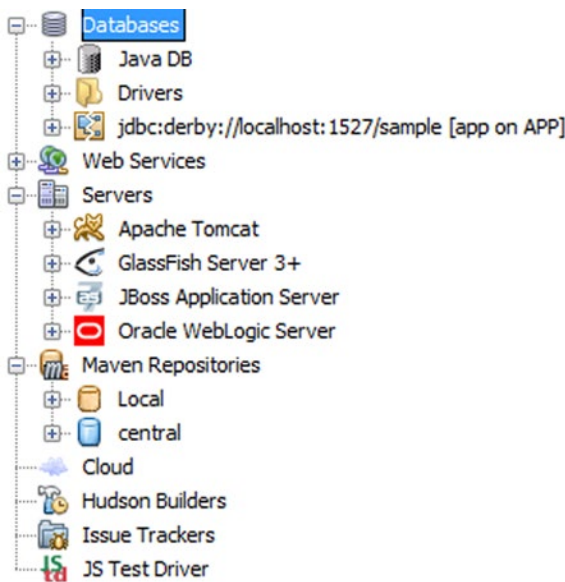 Databases
Java DB
Drivers
jdbc:derby://localhost:1527/sample [app on APP]
Web Services
Servers
Apache Tomcat
GlassFish Server 3+
JBoss Application Server
Oracle WebLogic Server
Maven Repositories
Local
central
Cloud
Hudson Builders
Issue Trackers
JS Test Driver